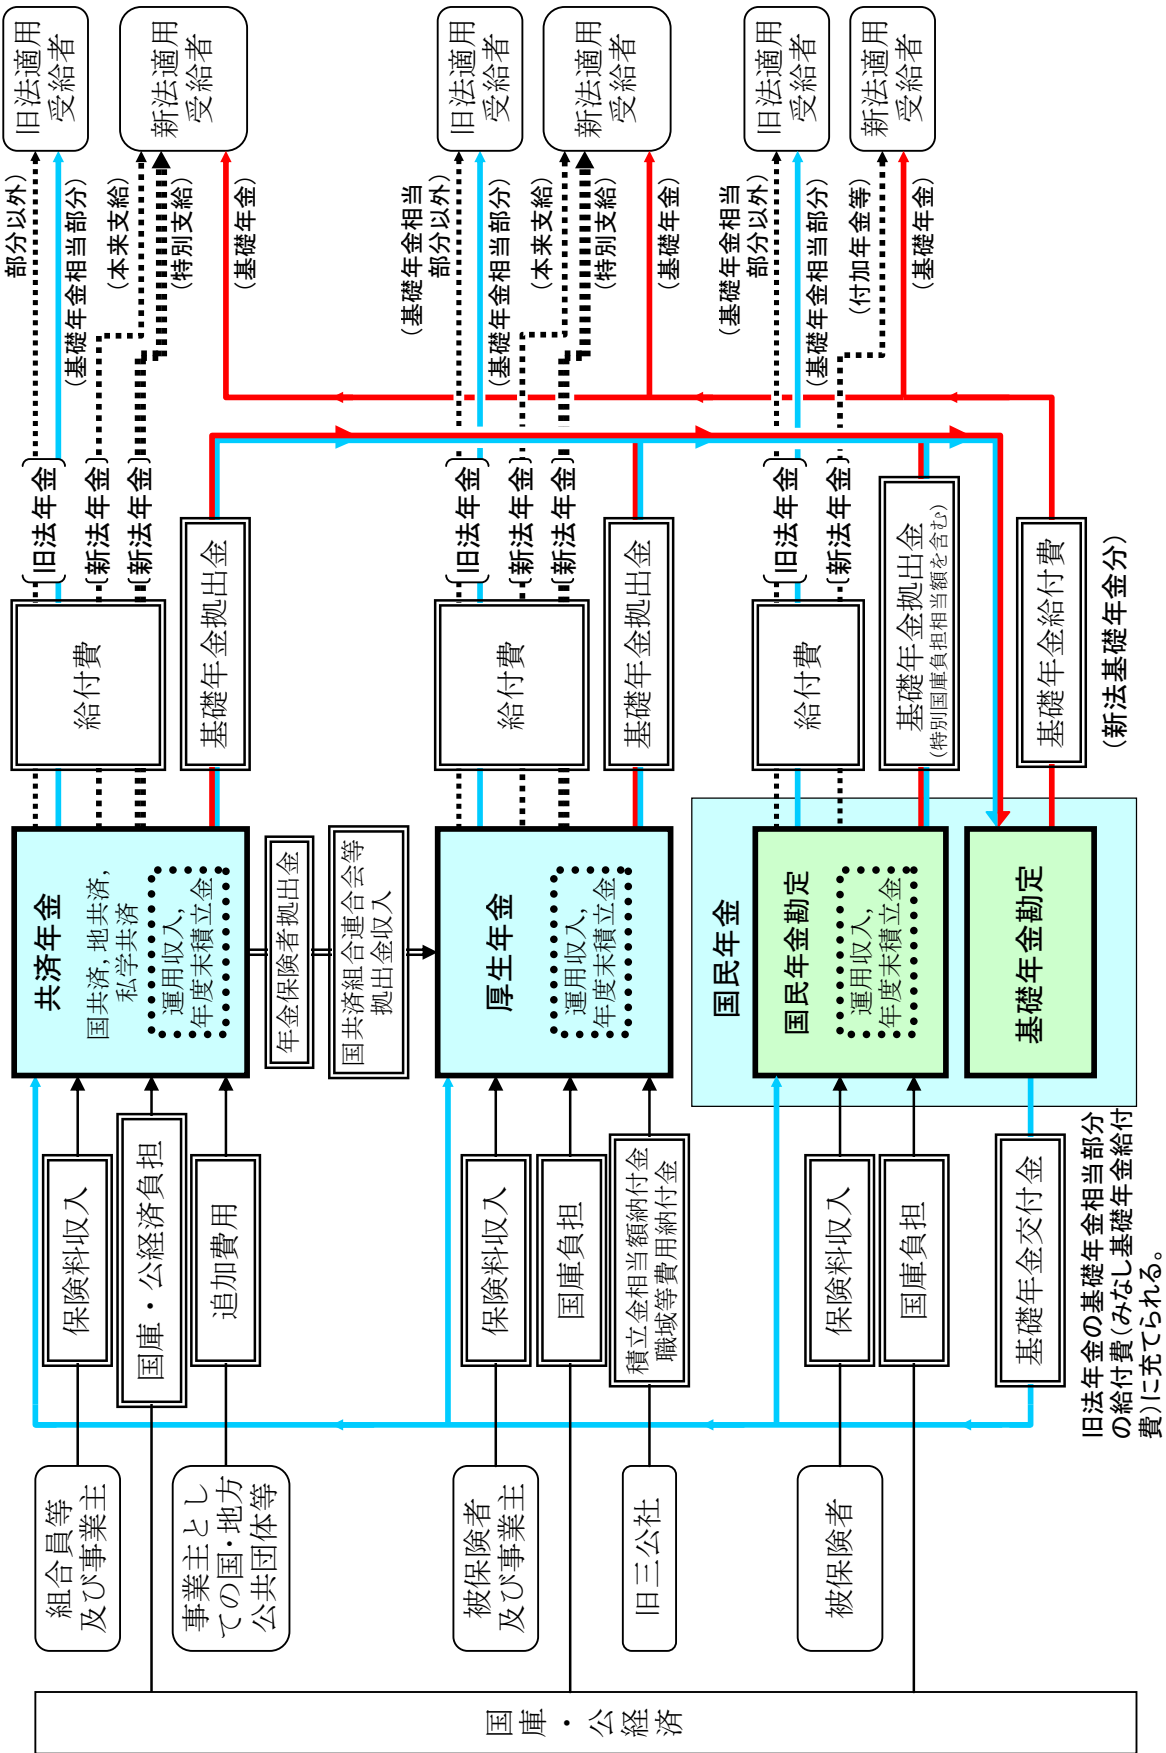 国庫・公経済
組合員等
及び事業主
事業主とし
ての国・地方
公共団体等
被保険者
及び事業主
旧三公社
被保険者
保険料収入
国庫・公経済負担
追加費用
保険料収入
国庫負担
積立金相当額納付金
職域等費用納付金
保険料収入
国庫負担
基礎年金交付金
旧法年金の基礎年金相当部分
の給付費(みなし基礎年金給付
費)に充てられる。
共済年金
国共済,地共済,
私学共済
運用収入,
年度末積立金
年金保険者拠出金
国共済組合連合会等
拠出金収入
厚生年金
運用収入,
年度末積立金
国民年金
国民年金勘定
運用収入,
年度末積立金
基礎年金勘定
給付費
基礎年金拠出金
給付費
基礎年金拠出金
給付費
基礎年金拠出金
(特別国庫負担相当額を含む)
基礎年金給付費
(新法基礎年金分)
旧法年金
新法年金
新法年金
旧法年金
新法年金
新法年金
旧法年金
新法年金
部分以外)
(基礎年金相当部分)
(本来支給)
(特別支給)
(基礎年金)
(基礎年金相当
部分以外)
(基礎年金相当部分)
(本来支給)
(特別支給)
(基礎年金)
(基礎年金相当
部分以外)
(基礎年金相当部分)
(付加年金等)
(基礎年金)
旧法適用
受給者
新法適用
受給者
旧法適用
受給者
新法適用
受給者
旧法適用
受給者
新法適用
受給者